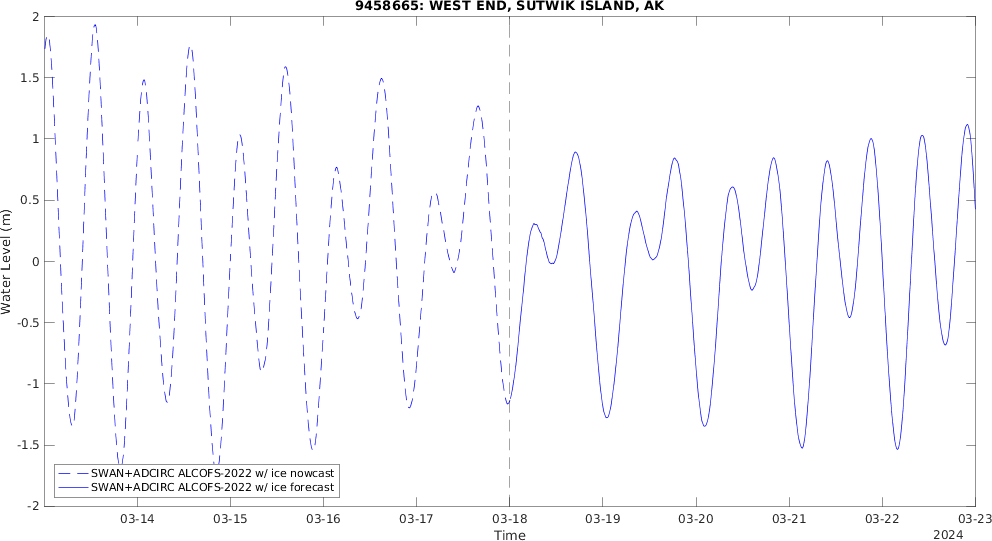 9458665: WEST END, SUTWIK ISLAND, AK
2
1.5
1
0.5
0
-0.5
-1
-1.5
-2
Water Level (m)
SWAN+ADCIRC ALCOFS-2022 w/ ice nowcast
SWAN+ADCIRC ALCOFS-2022 w/ ice forecast
03-14 03-15 03-16 03-17 03-18 03-19 03-20 03-21 03-22 03-23
Time
2024